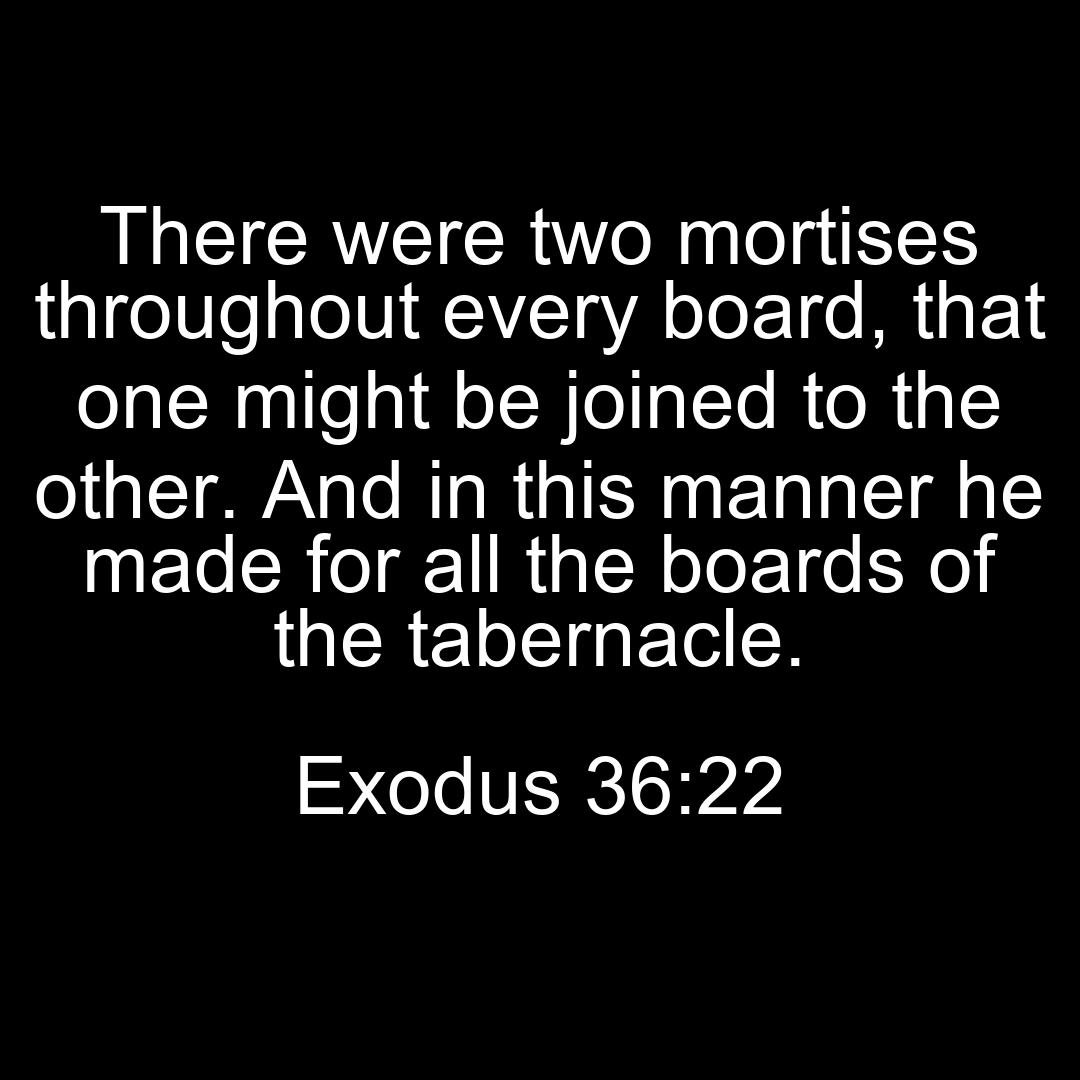 There were two mortises
throughout every board, that
one might be joined to the
other. And in this manner he
made for all the boards of
the tabernacle.
Exodus 36:22